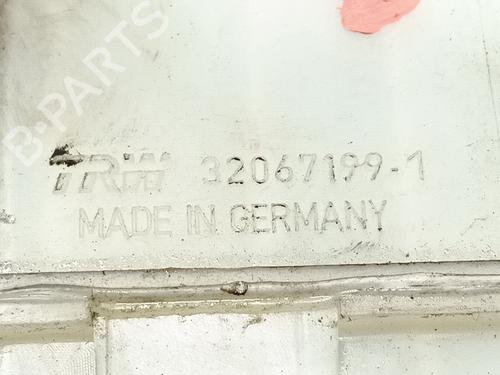 B-PARTS
TRW 32067199-1
MADE IN GERMANY